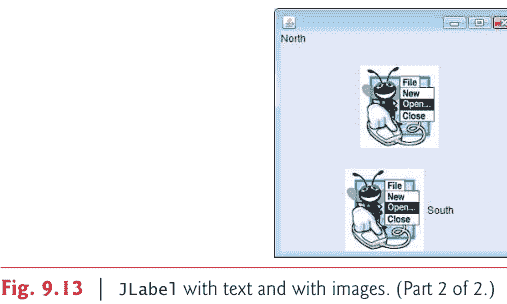 North
File
New
Open...
Close
File
New
Open...
Close
South
Fig. 9.13 | JLabel with text and with images. (Part 2 of 2.)